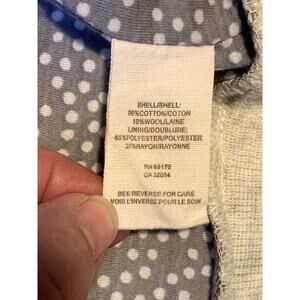 SHELL/SHELL:
90%COTTON/COTON
10%WOOL/LAINE
LINING/DOUBLURE:
65%POLYESTER/POLYESTER
35%RAYON/RAYONNE
RN 66170
CA 32054
SEE REVERSE FOR CARE
VOIR L'INVERSE POUR LE SOIN